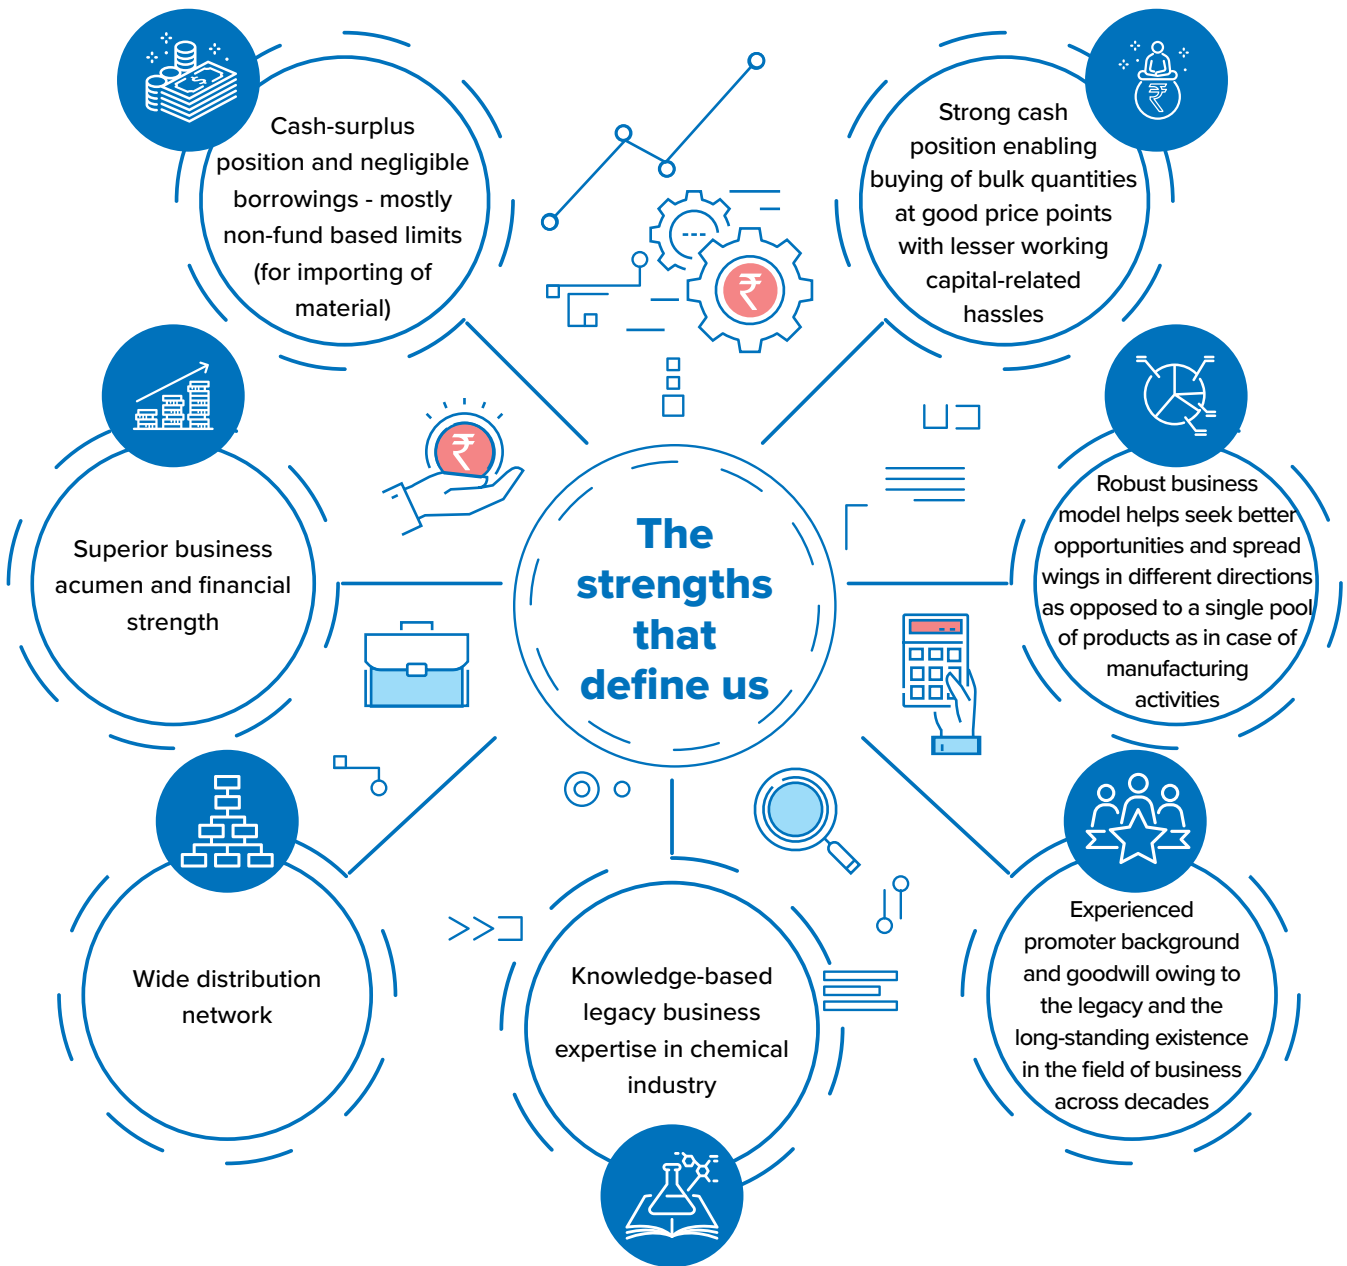 Cash-surplus
position and negligible
borrowings - mostly
non-fund based limits
(for importing of
material)
Strong cash
position enabling
buying of bulk quantities
at good price points
with lesser working
capital-related
hassles
Superior business
acumen and financial
strength
The
strengths
that
define us
Robust business
model helps seek better
opportunities and spread
wings in different directions
as opposed to a single pool
of products as in case of
manufacturing
activities
Wide distribution
network
Knowledge-based
legacy business
expertise in chemical
industry
Experienced
promoter background
and goodwill owing to
the legacy and the
long-standing existence
in the field of business
across decades